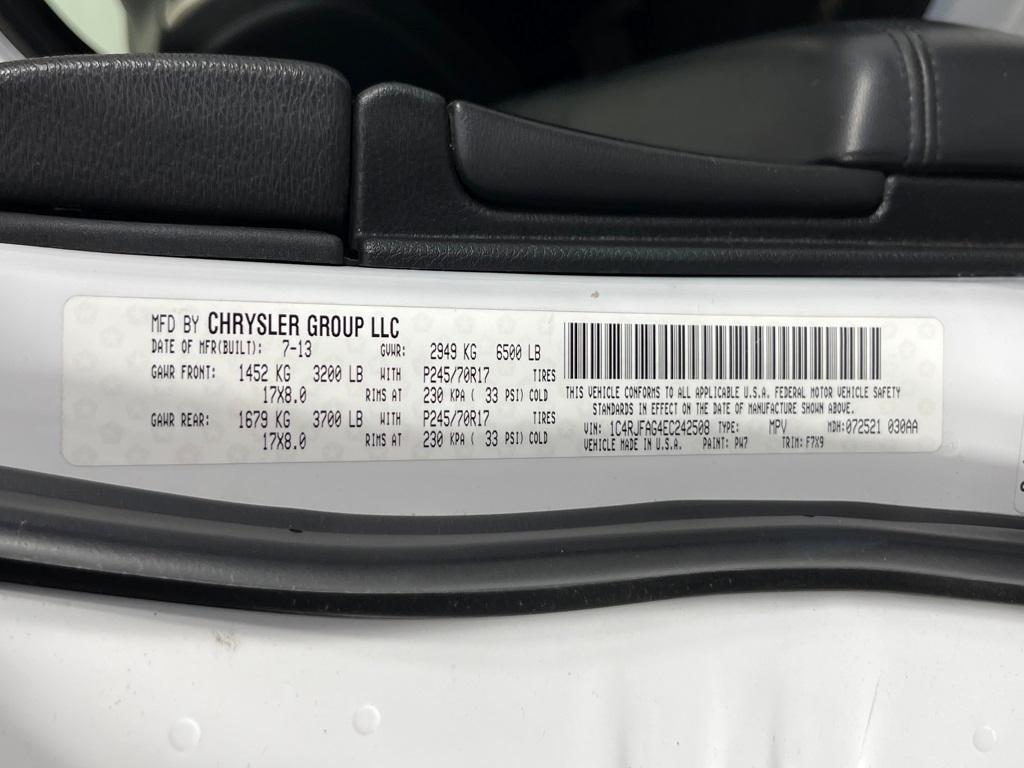 MFD BY CHRYSLER GROUP LLC
DATE OF MFR(BUILT): 7-13 GVWR: 2949 KG 6500 LB
GAWR FRONT: 1452 KG 3200 LB WITH P245/70R17 TIRES
17X8.0 RIMS AT 230 KPA ( 33 PSI) COLD
GAWR REAR: 1679 KG 3700 LB WITH P245/70R17 TIRES
17X8.0 RIMS AT 230 KPA ( 33 PSI) COLD
THIS VEHICLE CONFORMS TO ALL APPLICABLE U.S.A. FEDERAL MOTOR VEHICLE SAFETY
STANDARDS IN EFFECT ON THE DATE OF MANUFACTURE SHOWN ABOVE.
VIN: 1C4RJFAG4EC242508 TYPE: MPV MDH: 072521 030AA
VEHICLE MADE IN U.S.A. PAINT: PW7 TRIM: F7X9